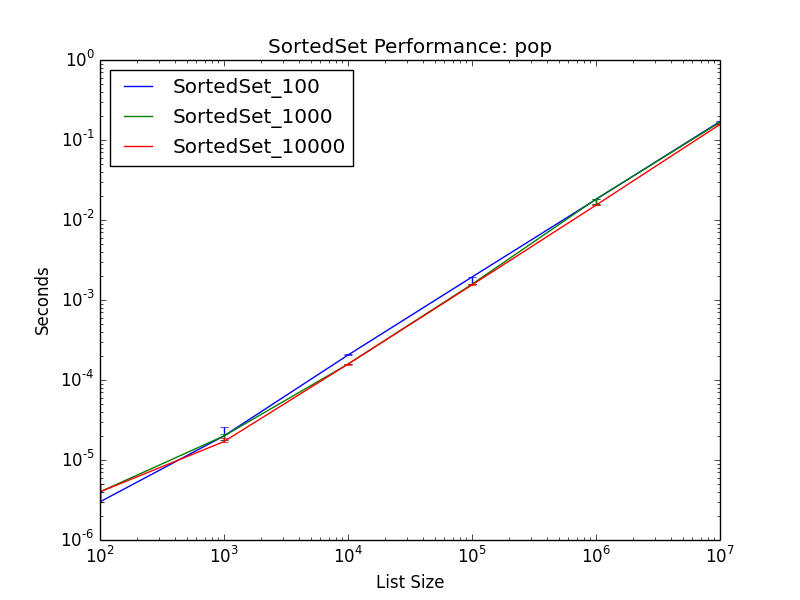 SortedSet Performance: pop
10^0
SortedSet_100
SortedSet_1000
SortedSet_10000
10^-1
10^-2
10^-3
10^-4
10^-5
10^-6
Seconds
10^2
10^3
10^4
10^5
10^6
10^7
List Size